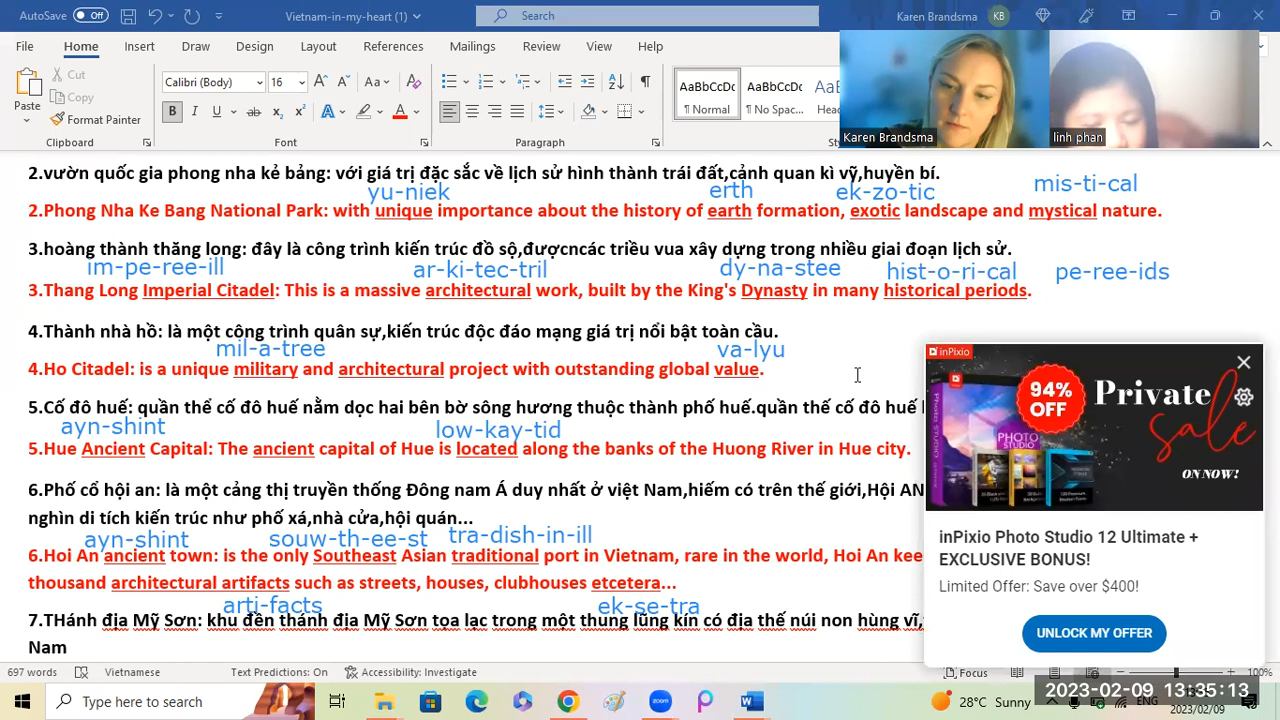 Vietnam's treasure (1)
Search
Karen Brandsma
KB
File Home Insert Draw Design Layout References Mailings Review View Help
Paste
Cut
Copy
Format Painter
Calibri (Body)
16
AaBbCcDc
AaBbCcDc
¶ Normal
¶ No Spac...
Clipboard
Font
Paragraph
Karen Brandsma
linh phan
2.vườn quốc gia phong nha kẻ bảng: với giá trị đặc sắc về lịch sử hình thành trái đất,cảnh quan kì vỹ,huyền bí.
yu-niek erth ek-zo-tic mis-ti-cal
2.Phong Nha Ke Bang National Park: with unique importance about the history of earth formation, exotic landscape and mystical nature.
3.hoàng thành thăng long: đây là công trình kiến trúc đồ sộ,đượcncác triều vua xây dựng trong nhiều giai đoạn lịch sử.
im-pe-ree-ill ar-ki-tec-tril dy-na-stee hist-o-ri-cal pe-ree-ids
3.Thang Long Imperial Citadel: This is a massive architectural work, built by the King's Dynasty in many historical periods.
4.Thành nhà hồ: là một công trình quân sự,kiến trúc độc đáo mạng giá trị nổi bật toàn cầu.
mil-a-tree va-lyu
4.Ho Citadel: is a unique military and architectural project with outstanding global value.
5.Cố đô huế: quần thể cố đô huế nằm dọc hai bên bờ sông hương thuộc thành phố huế.quần thế cố đô huế
ayn-shint low-kay-tid
5.Hue Ancient Capital: The ancient capital of Hue is located along the banks of the Huong River in Hue city.
6.Phố cổ hội an: là một cảng thị truyền thống Đông nam Á duy nhất ở việt Nam,hiếm có trên thế giới,Hội AN
nghìn di tích kiến trúc như phố xá,nhà cửa,hội quán...
ayn-shint souw-th-ee-st tra-dish-in-ill
6.Hoi An ancient town: is the only Southeast Asian traditional port in Vietnam, rare in the world, Hoi An kee
thousand architectural artifacts such as streets, houses, clubhouses etcetera...
arti-facts ek-se-tra
7.THánh địa Mỹ Sơn: khu đền thánh địa Mỹ Sơn tọa lạc trong một thung lũng kín có địa thế núi non hùng vĩ,
Nam
inPixio
94%
OFF
Private
sale
ON NOW!
PHOTO
STUDIO
inPixio Photo Studio 12 Ultimate +
EXCLUSIVE BONUS!
Limited Offer: Save over $400!
UNLOCK MY OFFER
697 words Vietnamese Text Predictions: On Accessibility: Investigate Focus 100%
Type here to search
28°C Sunny
ENG
2023-02-09 13:35:13
2023/02/09